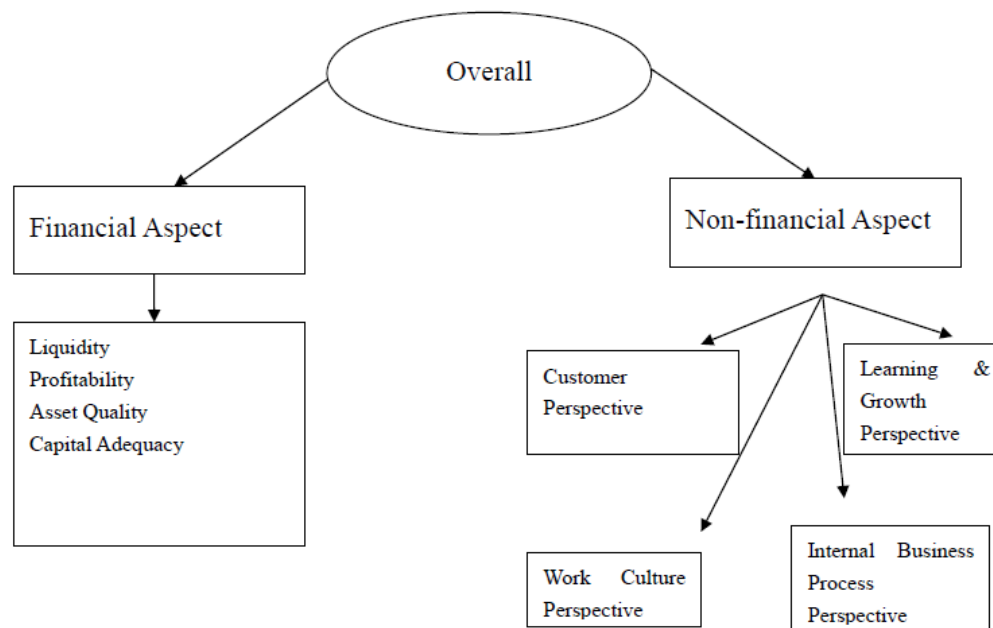 Overall
Financial Aspect
Non-financial Aspect
Liquidity
Profitability
Asset Quality
Capital Adequacy
Customer
Perspective
Learning &
Growth
Perspective
Work Culture
Perspective
Internal Business
Process
Perspective